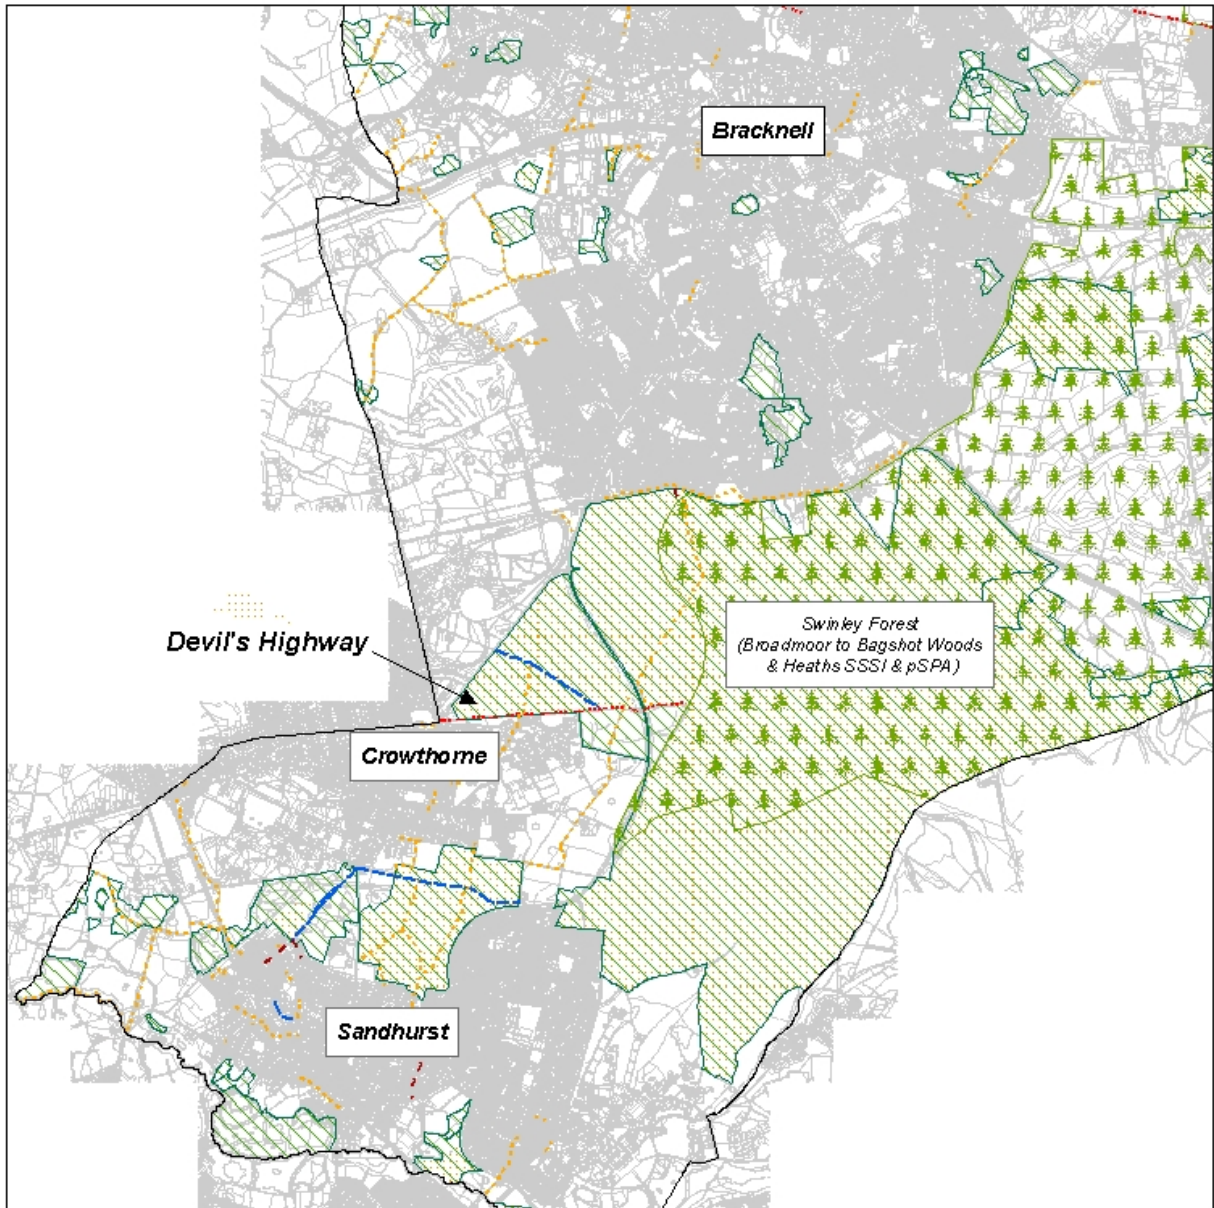 Bracknell
Swinley Forest
(Broadmoor to Bagshot Woods
& Heaths SSSI & pSPA)
Devil's Highway
Crowthorne
Sandhurst